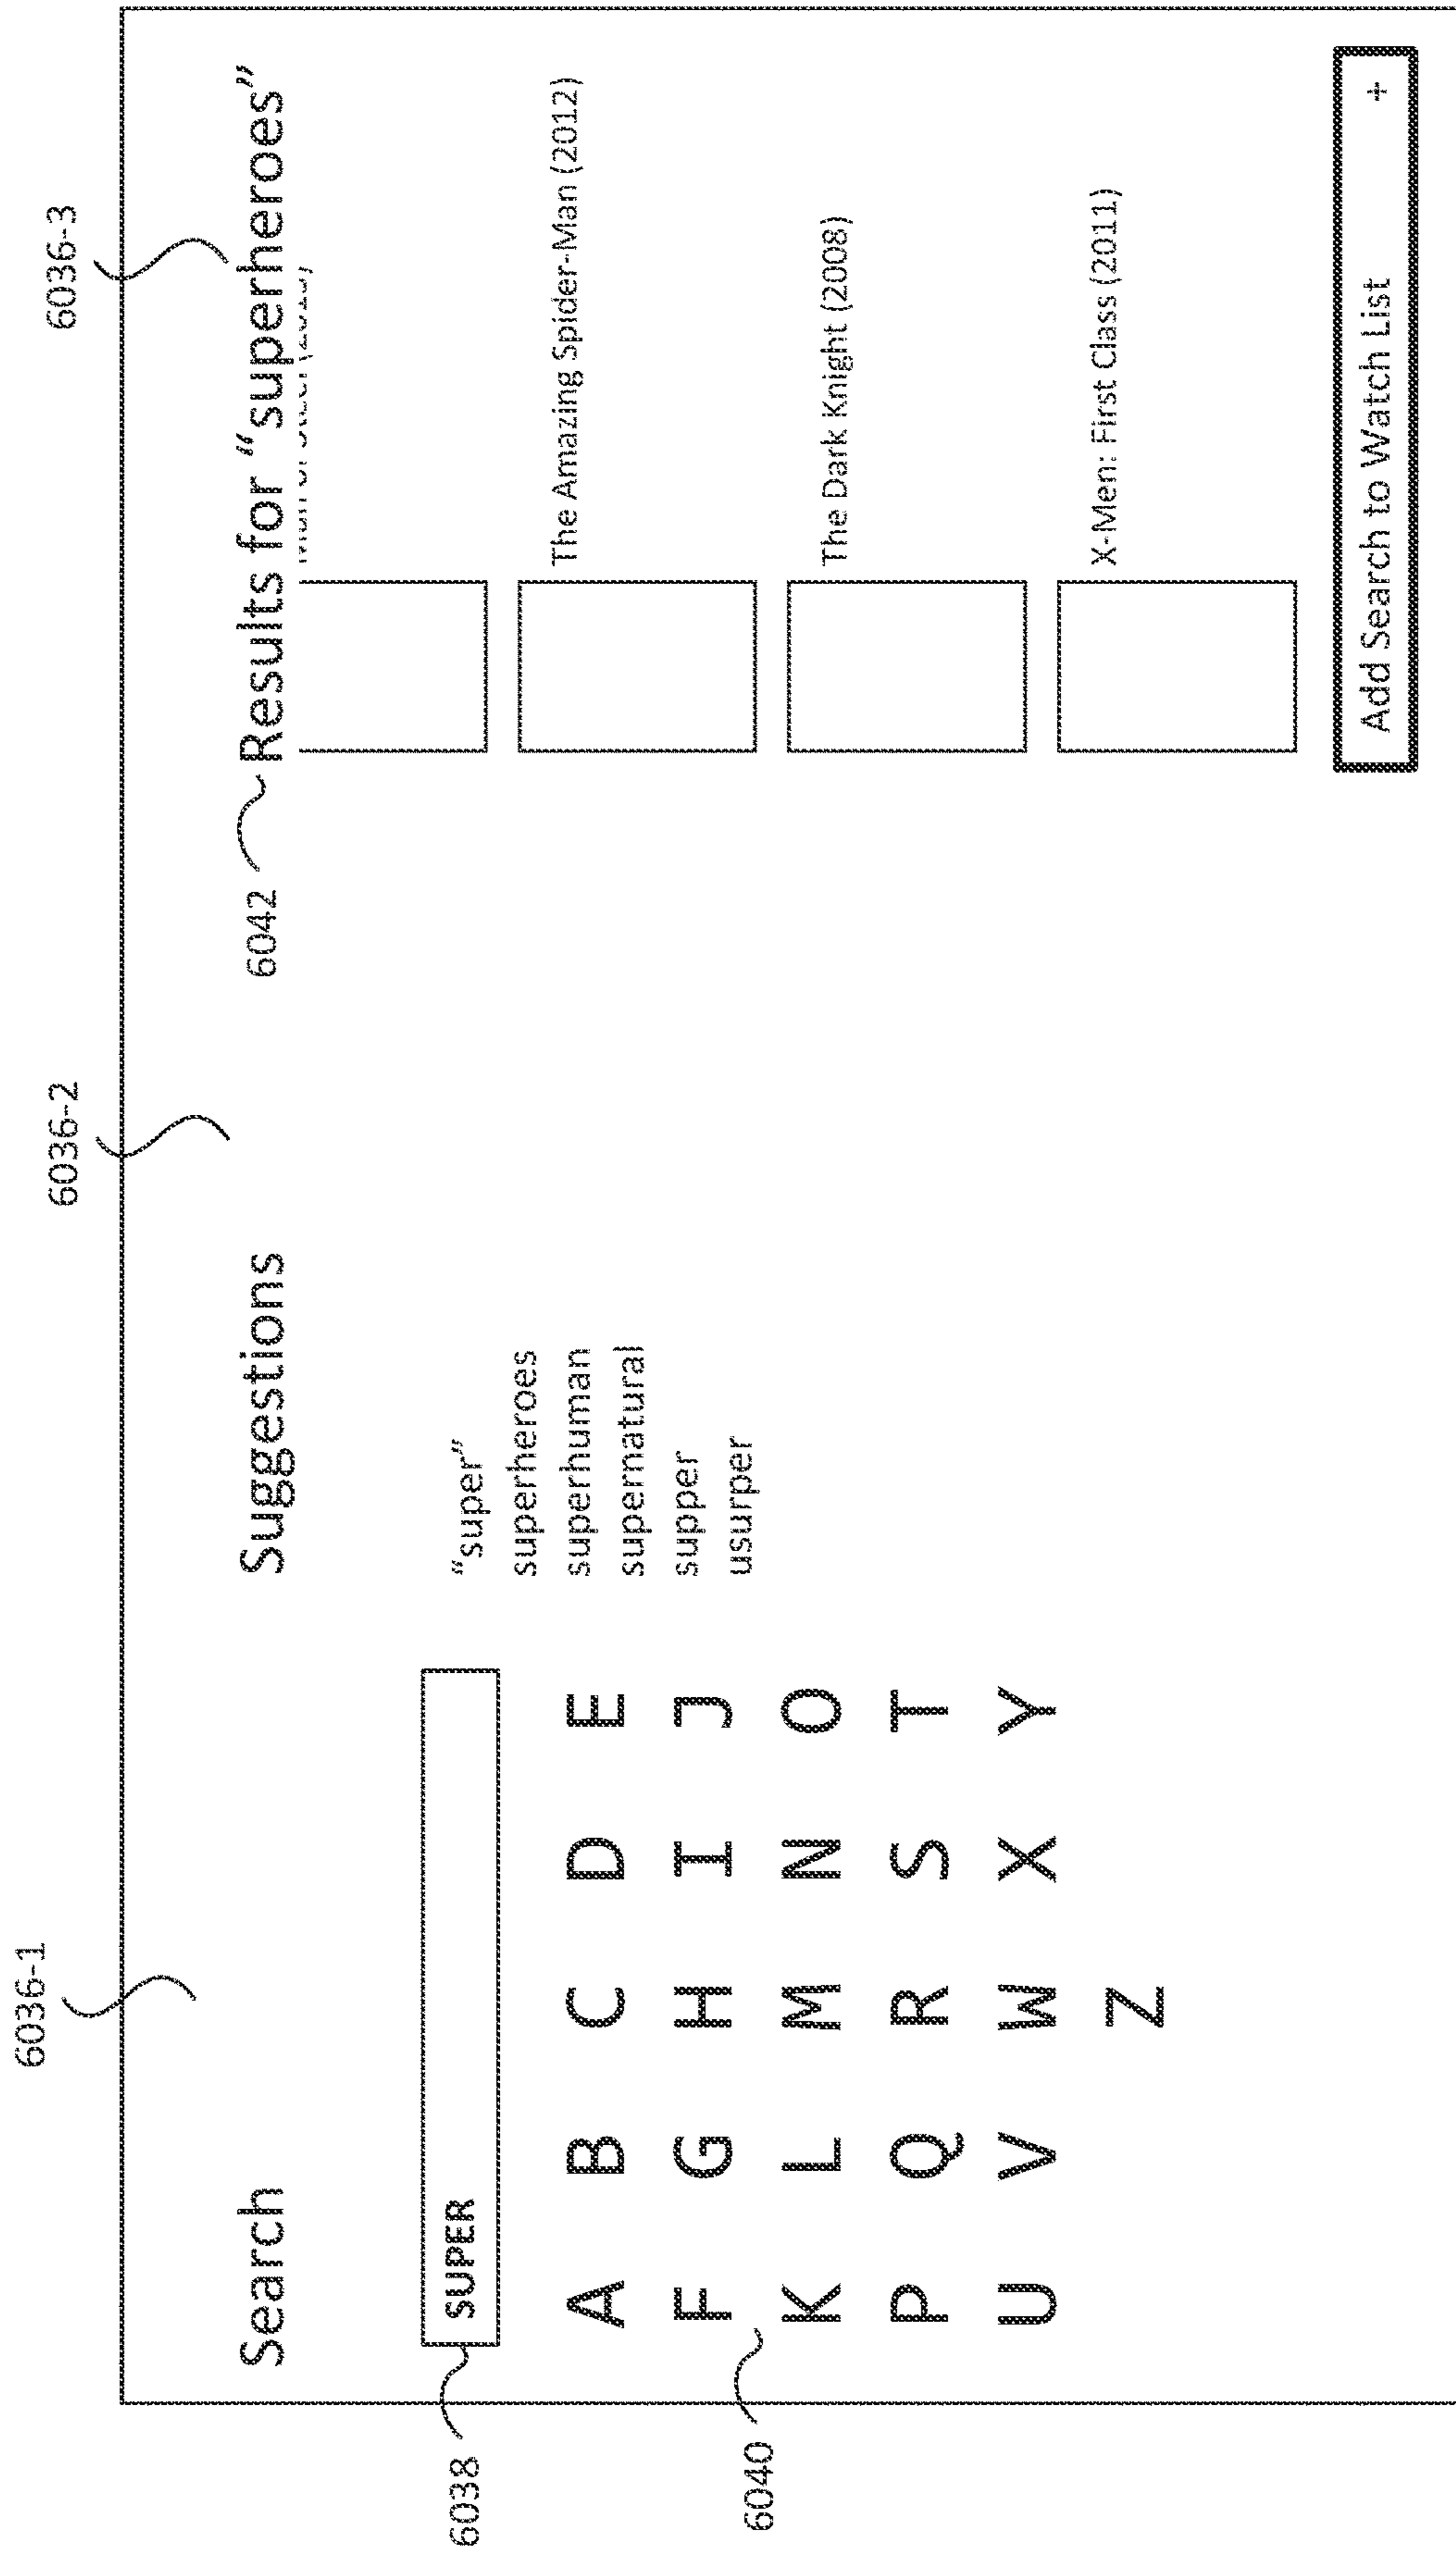 6036-1
6036-2
6036-3
Search
Suggestions
6042
Results for “superheroes”
6038
SUPER
“super”
superheroes
superhuman
supernatural
supper
usurper
A B C D E
F G H I J
K L M N O
P Q R S T
U V W X Y
Z
6040
The Amazing Spider-Man (2012)
The Dark Knight (2008)
X-Men: First Class (2011)
Add Search to Watch List +